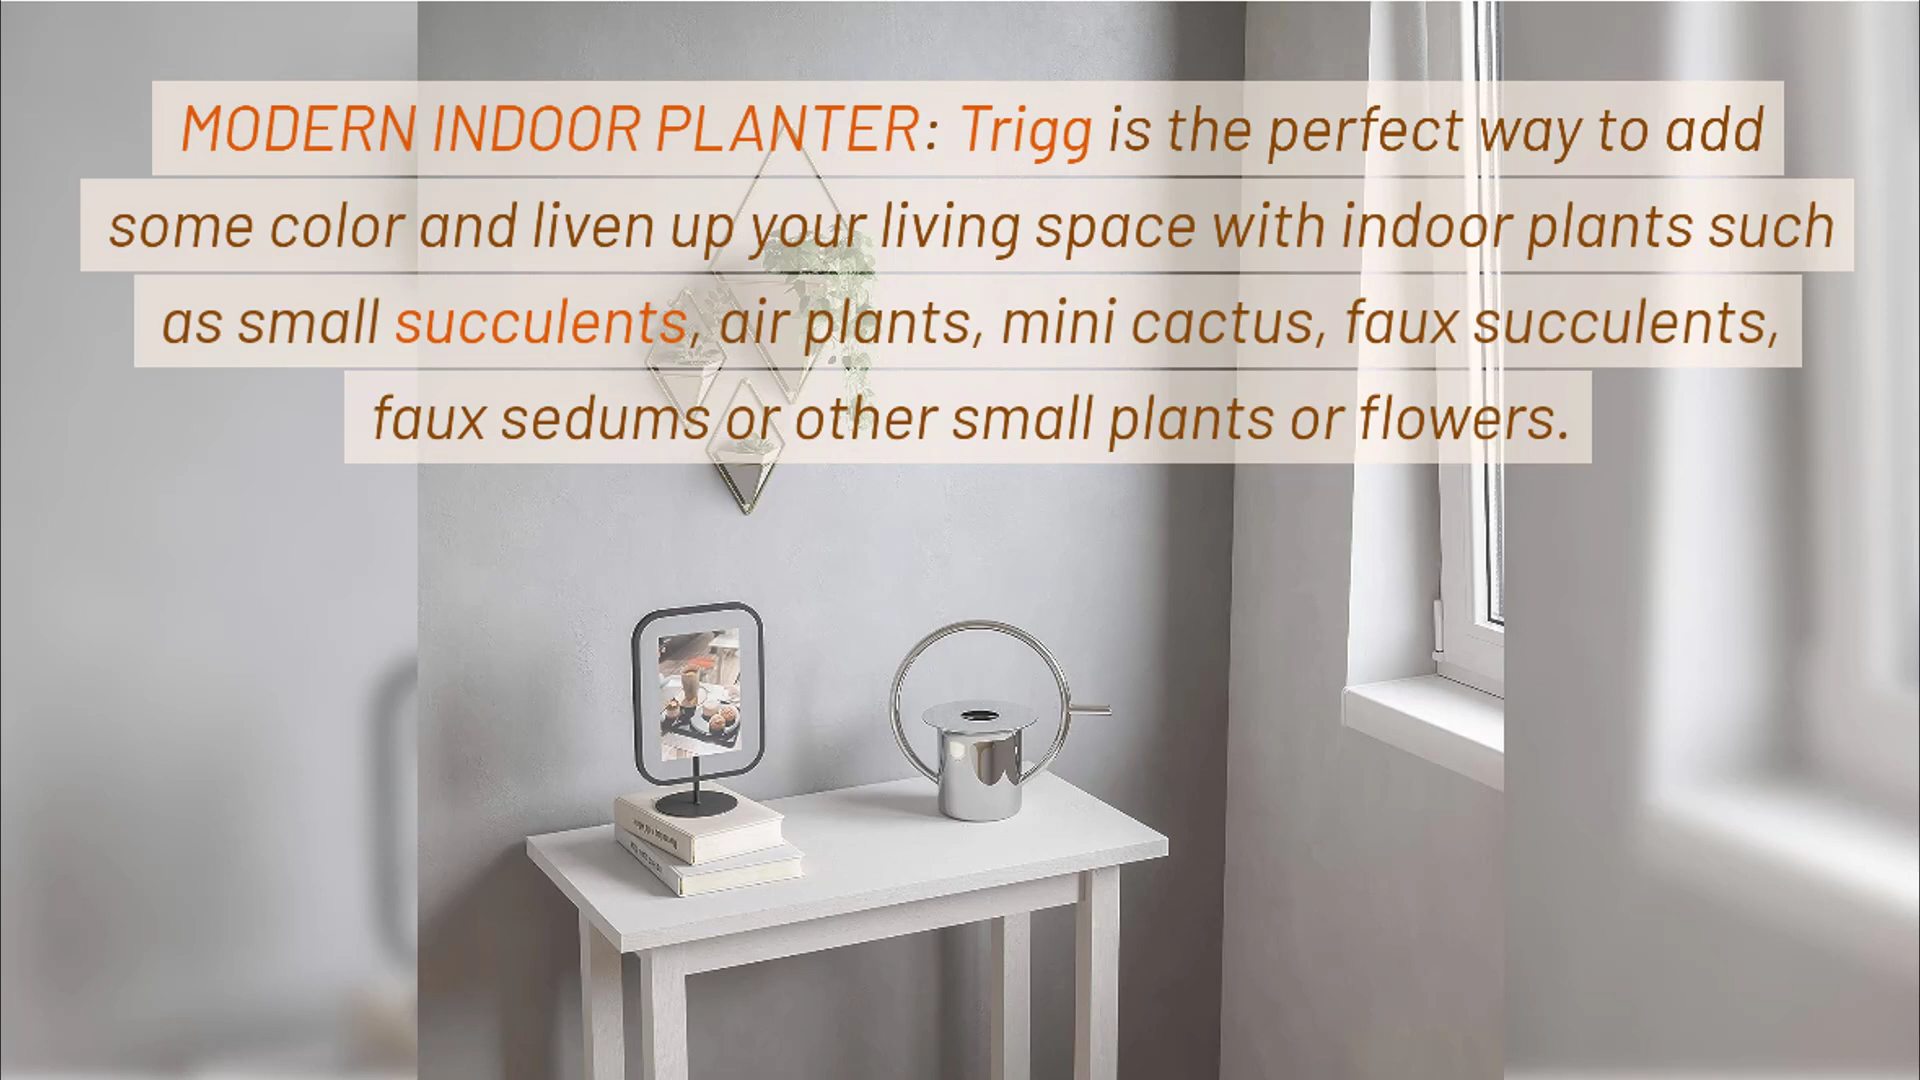 MODERN INDOOR PLANTER: Trigg is the perfect way to add
some color and liven up your living space with indoor plants such
as small succulents, air plants, mini cactus, faux succulents,
faux sedums or other small plants or flowers.